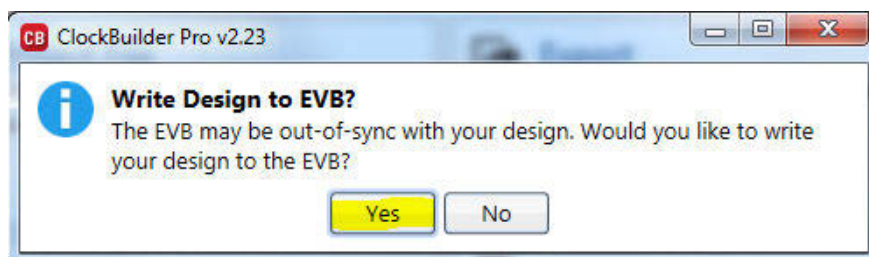 CB ClockBuilder Pro v2.23
Write Design to EVB?
The EVB may be out-of-sync with your design. Would you like to write
your design to the EVB?
Yes No